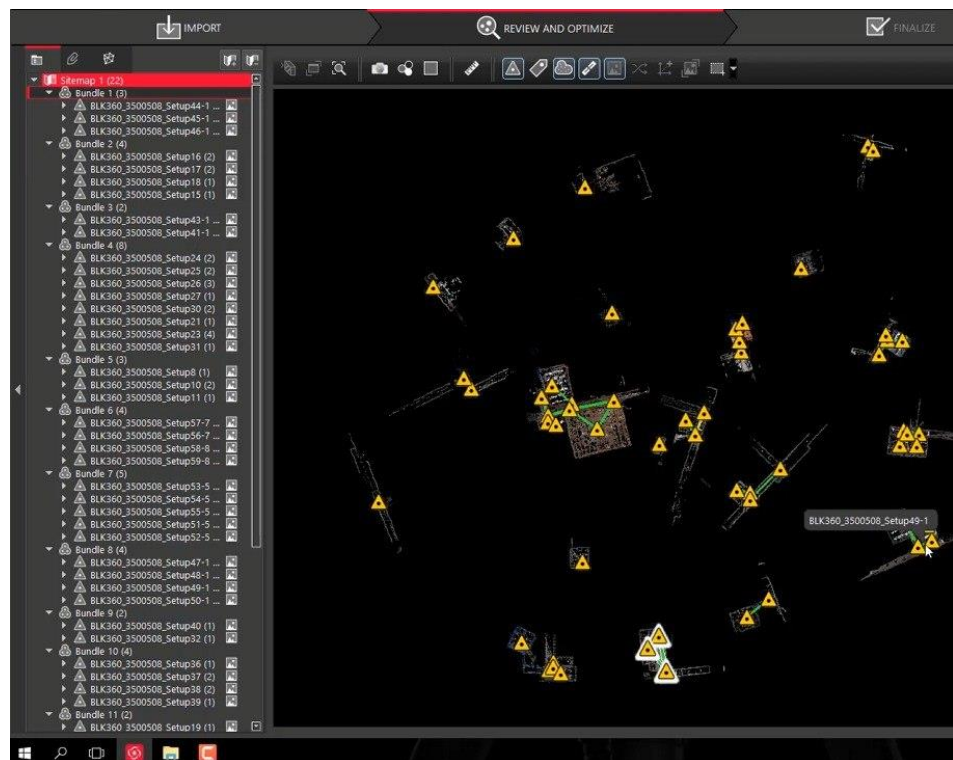 IMPORT
REVIEW AND OPTIMIZE
FINALIZE
Sitemap 1 (22)
Bundle 1 (3)
BLK360_3500508_Setup44-1 ...
BLK360_3500508_Setup45-1 ...
BLK360_3500508_Setup46-1 ...
Bundle 2 (4)
BLK360_3500508_Setup16 (2)
BLK360_3500508_Setup17 (2)
BLK360_3500508_Setup18 (1)
BLK360_3500508_Setup15 (1)
Bundle 3 (2)
BLK360_3500508_Setup43-1 ...
BLK360_3500508_Setup41-1 ...
Bundle 4 (8)
BLK360_3500508_Setup24 (2)
BLK360_3500508_Setup25 (2)
BLK360_3500508_Setup26 (3)
BLK360_3500508_Setup27 (1)
BLK360_3500508_Setup30 (2)
BLK360_3500508_Setup21 (1)
BLK360_3500508_Setup23 (4)
BLK360_3500508_Setup31 (1)
Bundle 5 (3)
BLK360_3500508_Setup8 (1)
BLK360_3500508_Setup10 (2)
BLK360_3500508_Setup11 (1)
Bundle 6 (4)
BLK360_3500508_Setup57-7 ...
BLK360_3500508_Setup56-7 ...
BLK360_3500508_Setup58-8 ...
BLK360_3500508_Setup59-8 ...
Bundle 7 (5)
BLK360_3500508_Setup53-5 ...
BLK360_3500508_Setup54-5 ...
BLK360_3500508_Setup55-5 ...
BLK360_3500508_Setup51-5 ...
BLK360_3500508_Setup52-5 ...
Bundle 8 (4)
BLK360_3500508_Setup47-1 ...
BLK360_3500508_Setup48-1 ...
BLK360_3500508_Setup49-1 ...
BLK360_3500508_Setup50-1 ...
Bundle 9 (2)
BLK360_3500508_Setup40 (1)
BLK360_3500508_Setup32 (1)
Bundle 10 (4)
BLK360_3500508_Setup36 (1)
BLK360_3500508_Setup37 (2)
BLK360_3500508_Setup38 (2)
BLK360_3500508_Setup39 (1)
Bundle 11 (2)
BLK360_3500508_Setup19 (1)
BLK360_3500508_Setup49-1